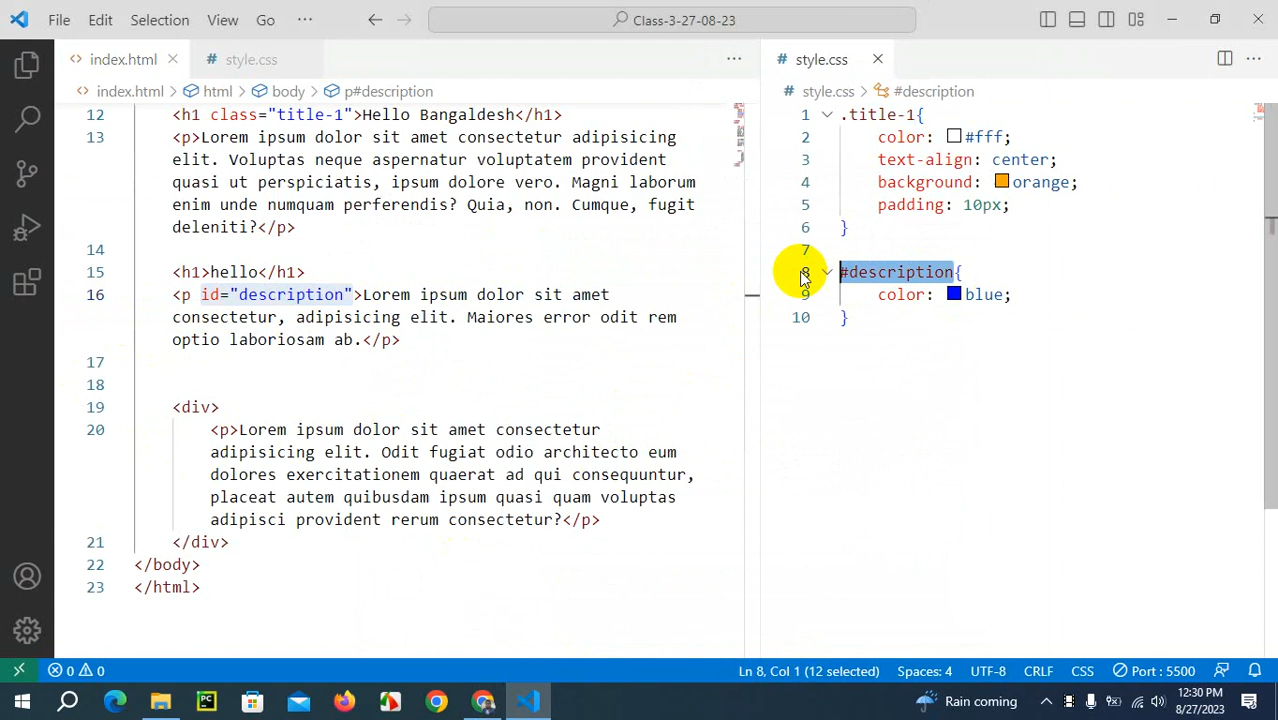 File Edit Selection View Go ··· Class-3-27-08-23
index.html style.css ···
index.html > html > body > p#description
12 <h1 class="title-1">Hello Bangaldesh</h1>
13 <p>Lorem ipsum dolor sit amet consectetur adipisicing
elit. Voluptas neque aspernatur voluptatem provident
quasi ut perspiciatis, ipsum dolore vero. Magni laborum
enim unde numquam perferendis? Quia, non. Cumque, fugit
deleniti?</p>
14
15 <h1>hello</h1>
16 <p id="description">Lorem ipsum dolor sit amet
consectetur, adipisicing elit. Maiores error odit rem
optio laboriosam ab.</p>
17
18
19 <div>
20 <p>Lorem ipsum dolor sit amet consectetur
adipisicing elit. Odit fugiat odio architecto eum
dolores exercitationem quaerat ad qui consequuntur,
placeat autem quibusdam ipsum quasi quam voluptas
adipisci provident rerum consectetur?</p>
21 </div>
22 </body>
23 </html>
style.css ···
style.css > #description
1 .title-1{
2 color: #fff;
3 text-align: center;
4 background: orange;
5 padding: 10px;
6 }
7
8 #description{
9 color: blue;
10 }
0 0 Ln 8, Col 1 (12 selected) Spaces: 4 UTF-8 CRLF CSS Port : 5500
PC Rain coming 12:30 PM
8/27/2023